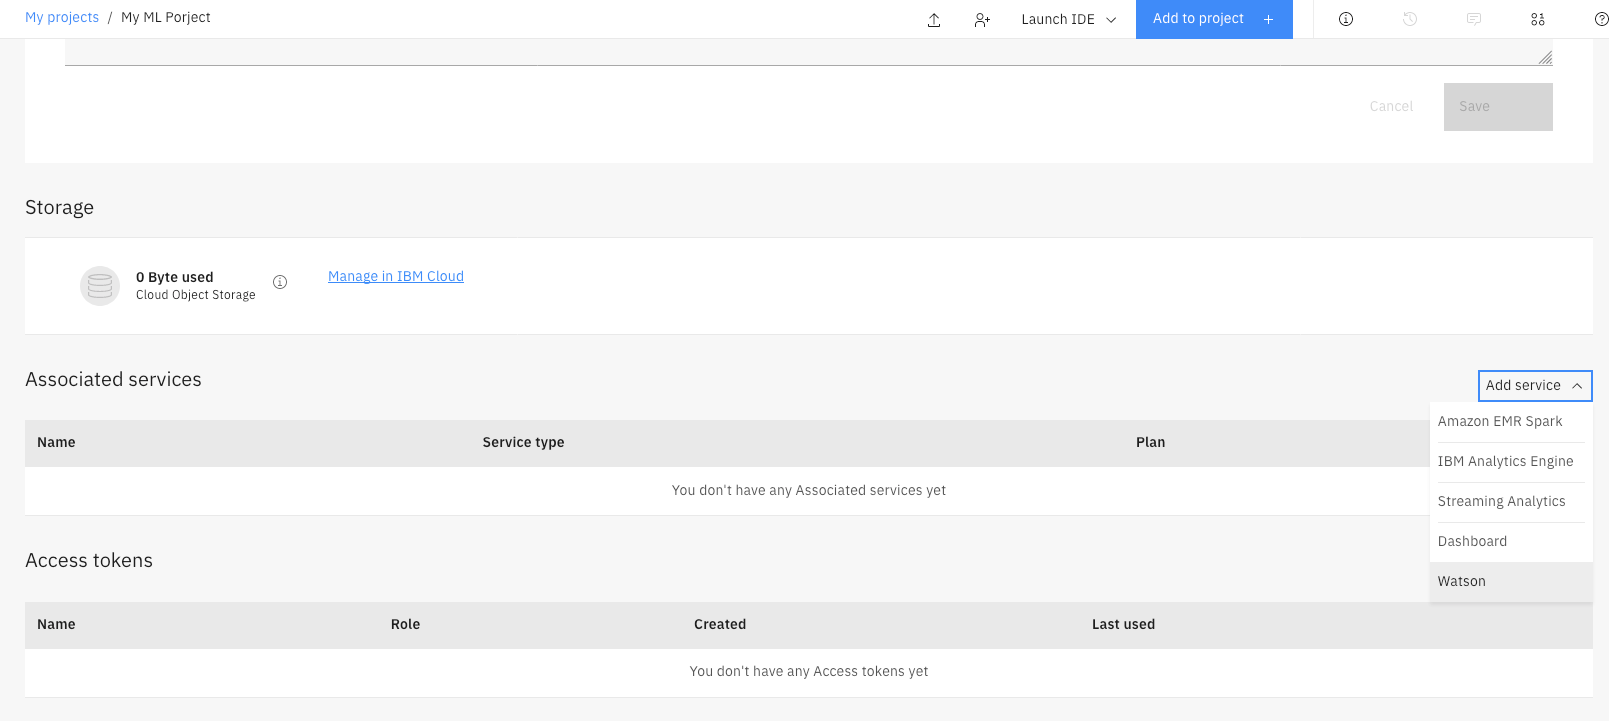 My projects / My ML Porject
Launch IDE
Add to project +
Cancel
Save
Storage
0 Byte used
Cloud Object Storage
Manage in IBM Cloud
Associated services
Add service
Amazon EMR Spark
IBM Analytics Engine
Streaming Analytics
Dashboard
Watson
Name Service type Plan
You don't have any Associated services yet
Access tokens
Name Role Created Last used
You don't have any Access tokens yet